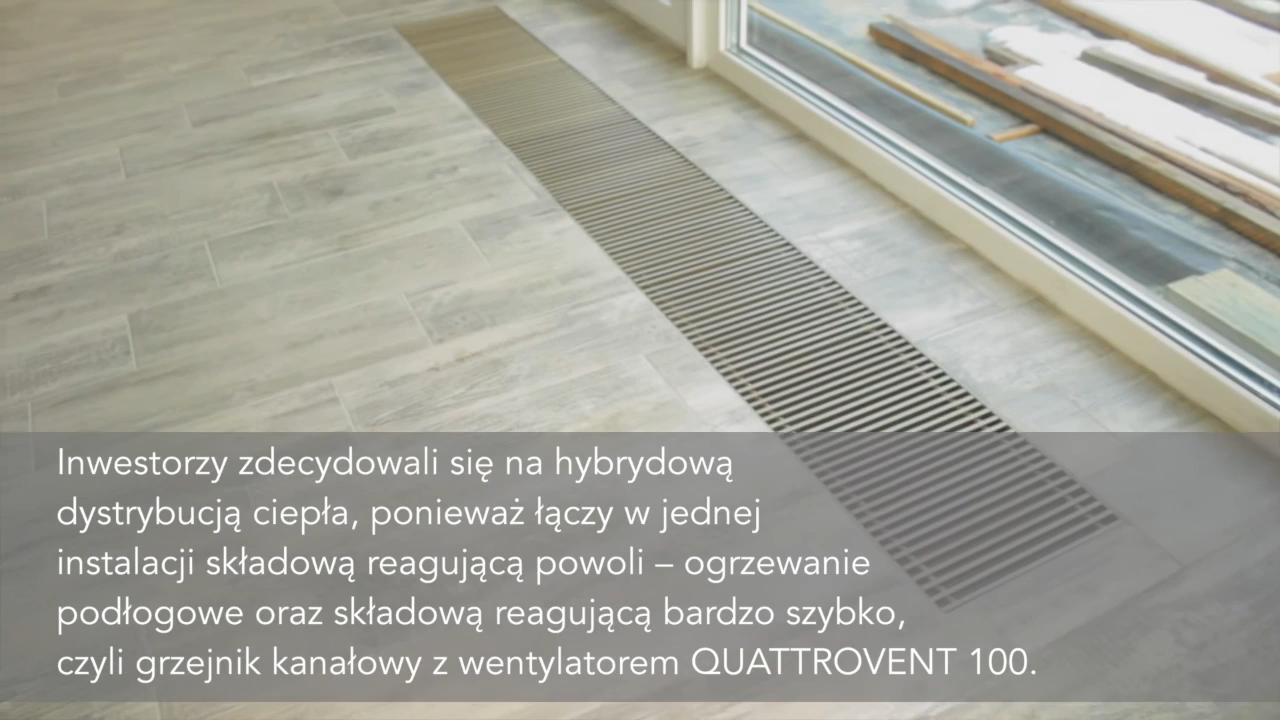 Inwestorzy zdecydowali się na hybrydową
dystrybucją ciepła, ponieważ łączy w jednej
instalacji składową reagującą powoli – ogrzewanie
podłogowe oraz składową reagującą bardzo szybko,
czyli grzejnik kanałowy z wentylatorem QUATTROVENT 100.